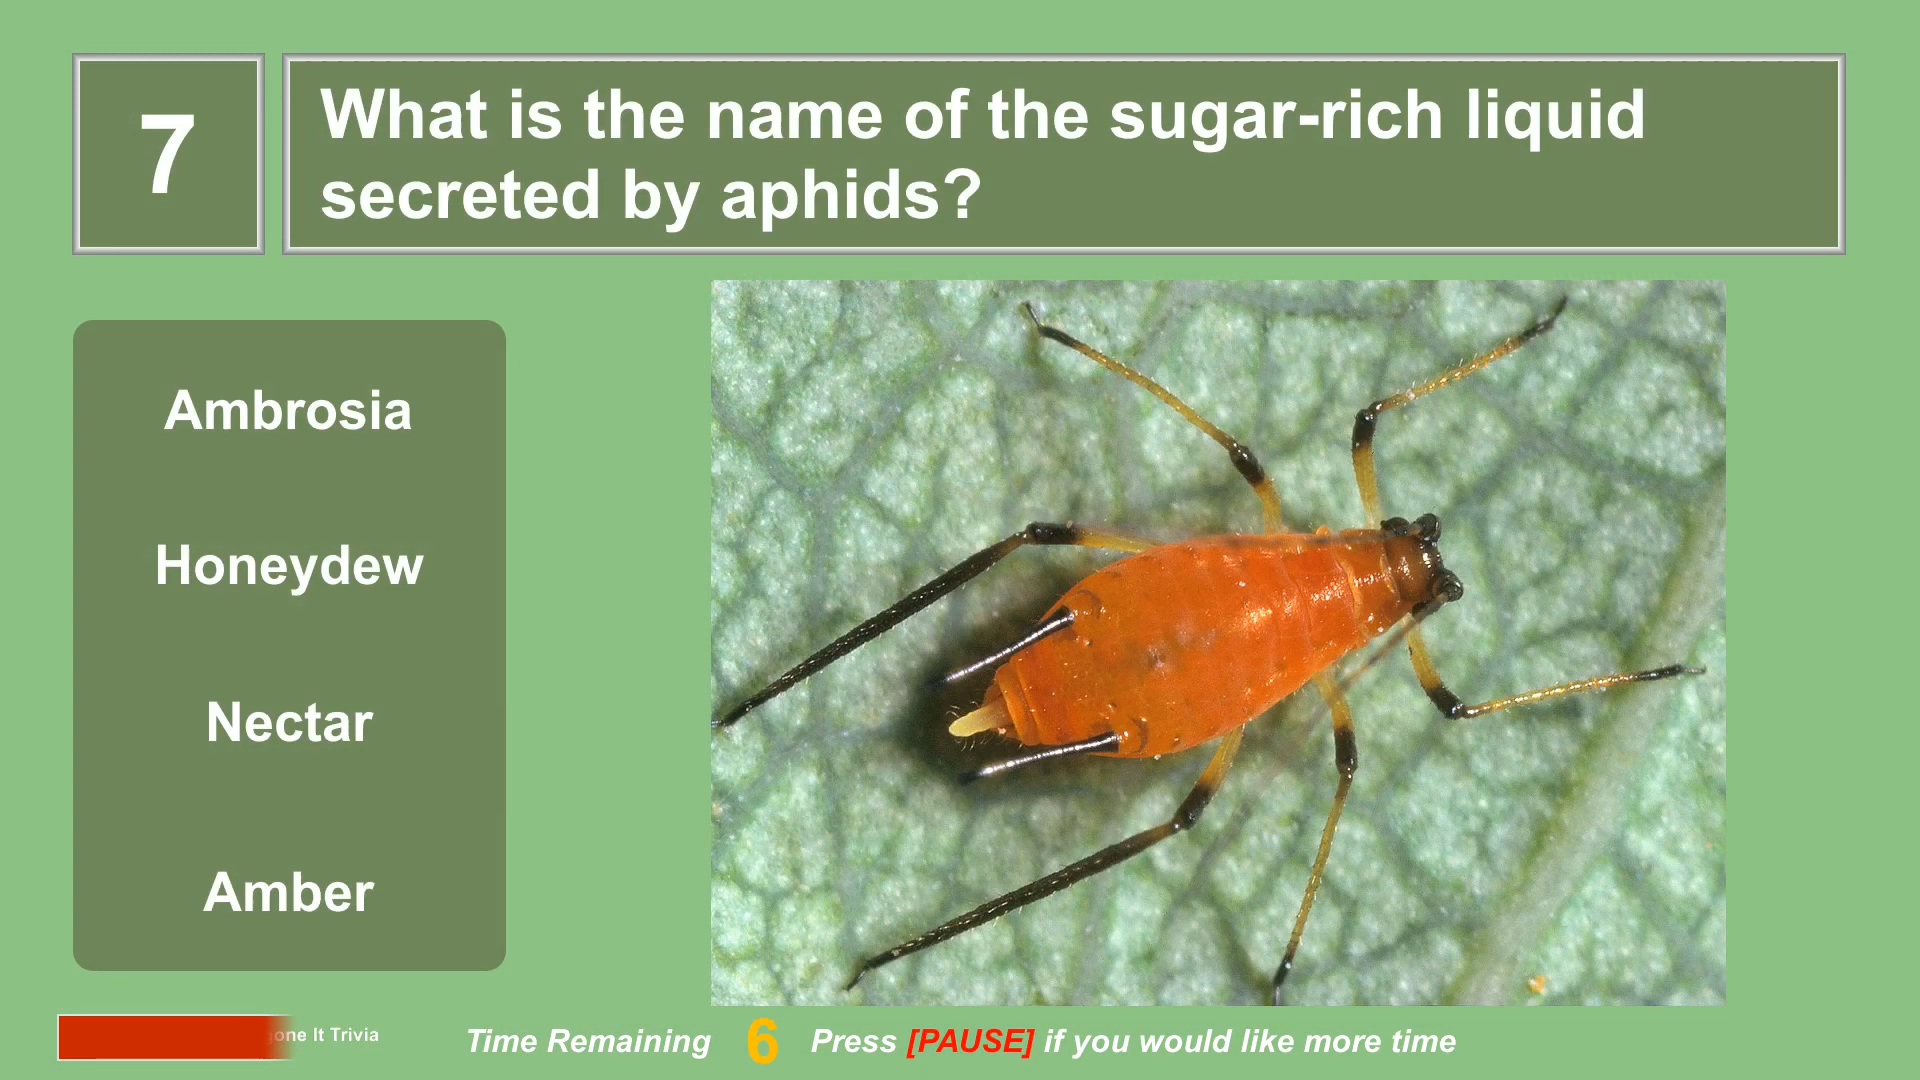 7
What is the name of the sugar-rich liquid
secreted by aphids?
Ambrosia
Honeydew
Nectar
Amber
It Trivia
Time Remaining 6 Press [PAUSE] if you would like more time